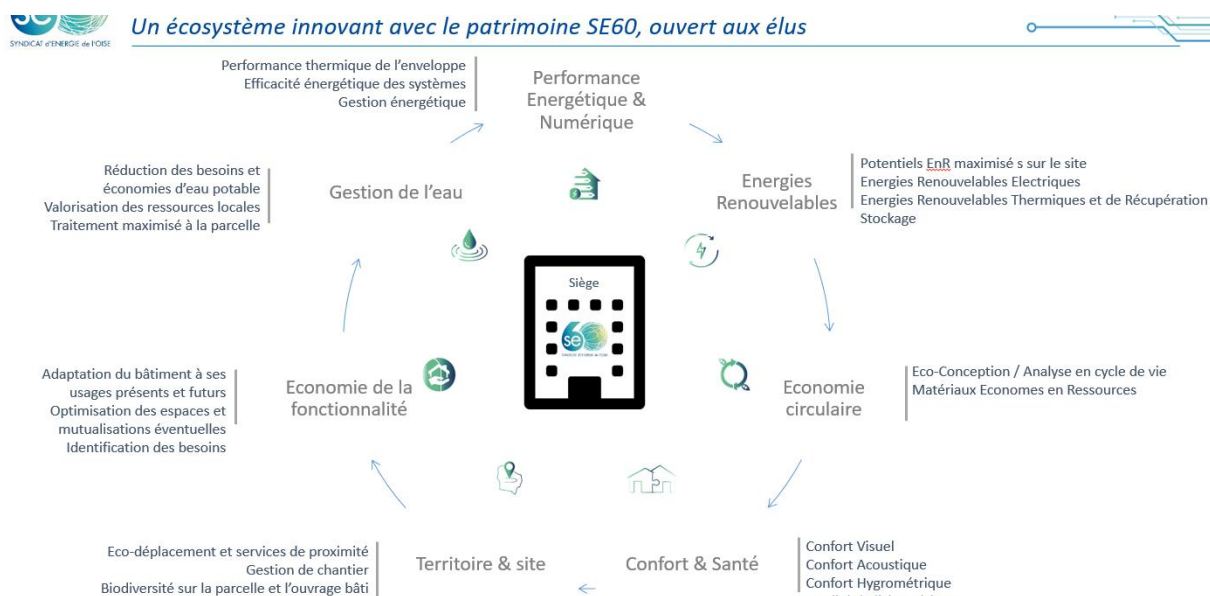 SYNDICAT d'ENERGIE de l'OISE
Un écosystème innovant avec le patrimoine SE60, ouvert aux élus
Performance thermique de l'enveloppe
Efficacité énergétique des systèmes
Gestion énergétique
Performance
Energétique &
Numérique
Réduction des besoins et
économies d'eau potable
Valorisation des ressources locales
Traitement maximisé à la parcelle
Gestion de l'eau
Energies
Renouvelables
Potentiels EnR maximisé s sur le site
Energies Renouvelables Electriques
Energies Renouvelables Thermiques et de Récupération
Stockage
Siège
se60
SYNDICAT d'ENERGIE de l'OISE
Adaptation du bâtiment à ses
usages présents et futurs
Optimisation des espaces et
mutualisations éventuelles
Identification des besoins
Economie de la
fonctionnalité
Economie
circulaire
Eco-Conception / Analyse en cycle de vie
Matériaux Economes en Ressources
Eco-déplacement et services de proximité
Gestion de chantier
Biodiversité sur la parcelle et l'ouvrage bâti
Territoire & site
Confort & Santé
Confort Visuel
Confort Acoustique
Confort Hygrométrique